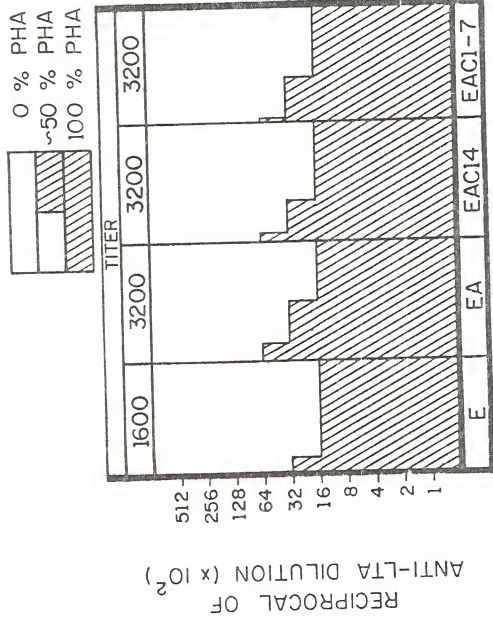 0 % PHA
~50 % PHA
100 % PHA
TITER
1600 3200 3200 3200
512
256
128
64
32
16
8
4
2
1
E EA EAC14 EAC1-7
RECIPROCAL OF
ANTI-LTA DILUTION (x 10²)